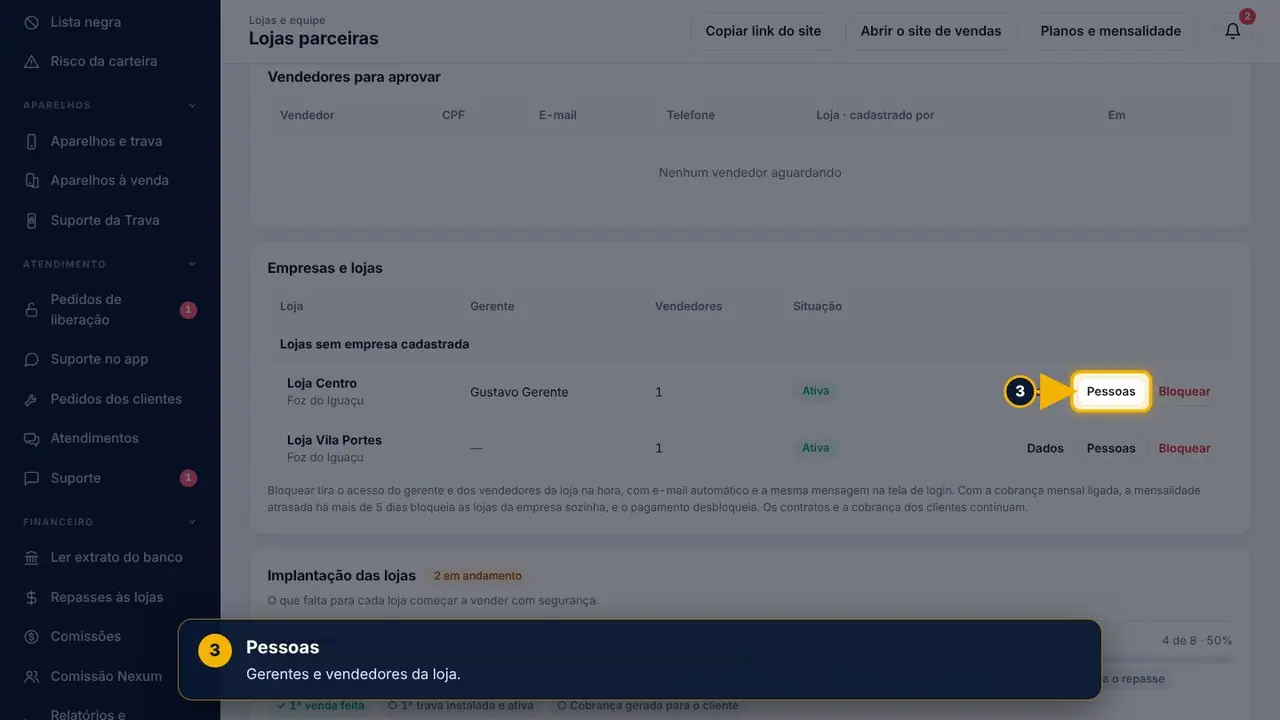 Lista negra
Risco da carteira
APARELHOS
Aparelhos e trava
Aparelhos à venda
Suporte da Trava
ATENDIMENTO
Pedidos de
liberação
1
Suporte no app
Pedidos dos clientes
Atendimentos
Suporte
1
FINANCEIRO
Ler extrato do banco
Repasses às lojas
Comissões
Comissão Nexum
Relatórios e
Lojas e equipe
Lojas parceiras
Copiar link do site
Abrir o site de vendas
Planos e mensalidade
2
Vendedores para aprovar
Vendedor CPF E-mail Telefone Loja · cadastrado por Em
Nenhum vendedor aguardando
Empresas e lojas
Loja Gerente Vendedores Situação
Lojas sem empresa cadastrada
Loja Centro
Foz do Iguaçu
Gustavo Gerente 1 Ativa 3 Pessoas Bloquear
Loja Vila Portes
Foz do Iguaçu
— 1 Ativa Dados Pessoas Bloquear
Bloquear tira o acesso do gerente e dos vendedores da loja na hora, com e-mail automático e a mesma mensagem na tela de login. Com a cobrança mensal ligada, a mensalidade
atrasada há mais de 5 dias bloqueia as lojas da empresa sozinha, e o pagamento desbloqueia. Os contratos e a cobrança dos clientes continuam.
Implantação das lojas 2 em andamento
O que falta para cada loja começar a vender com segurança.
4 de 8 · 50%
3
Pessoas
Gerentes e vendedores da loja.
o repasse
✓ 1ª venda feita
1ª trava instalada e ativa
Cobrança gerada para o cliente